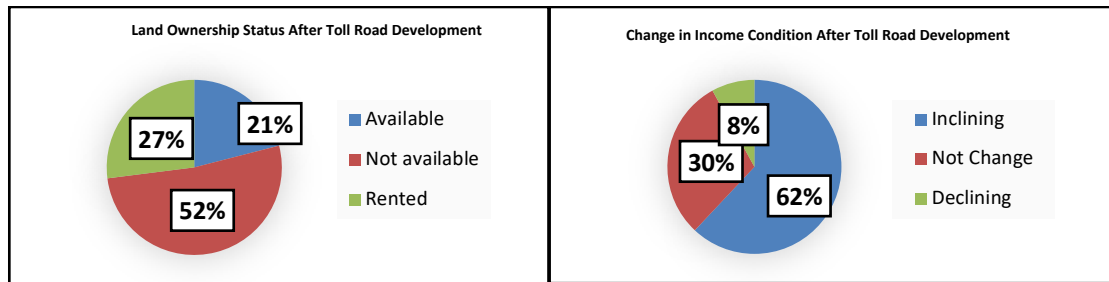 Land Ownership Status After Toll Road Development
21%
27%
52%
Available
Not available
Rented
Change in Income Condition After Toll Road Development
8%
30%
62%
Inclining
Not Change
Declining